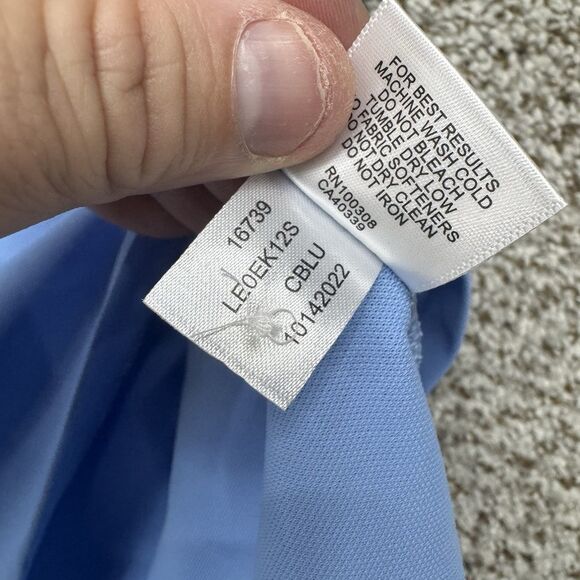 FOR BEST RESULTS
MACHINE WASH COLD
DO NOT BLEACH
TUMBLE DRY LOW
FABRIC SOFTENERS
DO NOT DRY CLEAN
DO NOT IRON
RN100308
CA40339
16739
LE0EK12S
CBLU
10142022